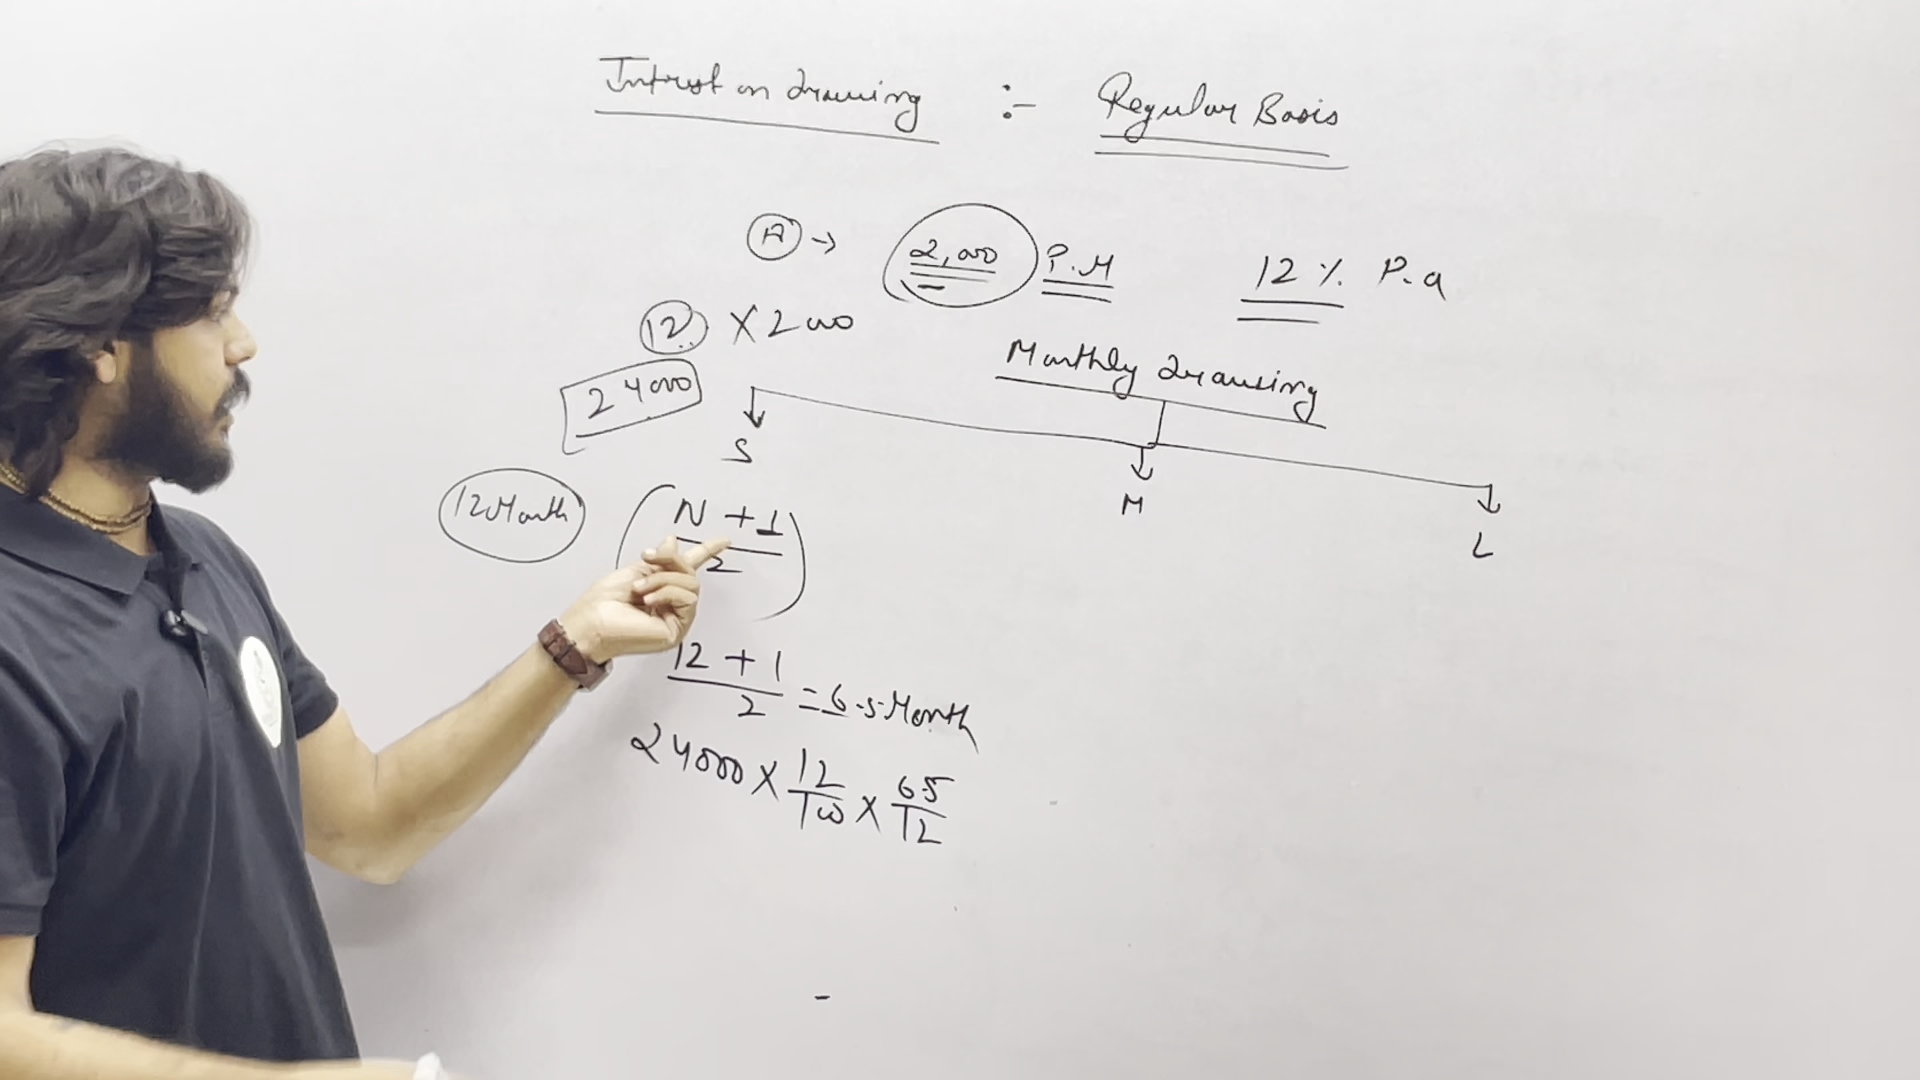 Interest on drawing :- Regular Basis
A → 2,000 P.M 12 % P.a
12 X 2000
24000
Monthly drawing
S
M
L
12 Month
(N + 1
2)
12 + 1
2 = 6.5 Month
24000 X 12/100 X 6.5/12